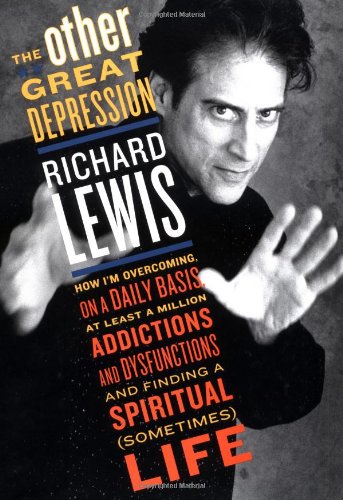 THE other
GREAT
DEPRESSION
RICHARD
LEWIS
HOW I'M OVERCOMING,
ON A DAILY BASIS,
AT LEAST A MILLION
ADDICTIONS
AND DYSFUNCTIONS
AND FINDING A
SPIRITUAL
(SOMETIMES)
LIFE